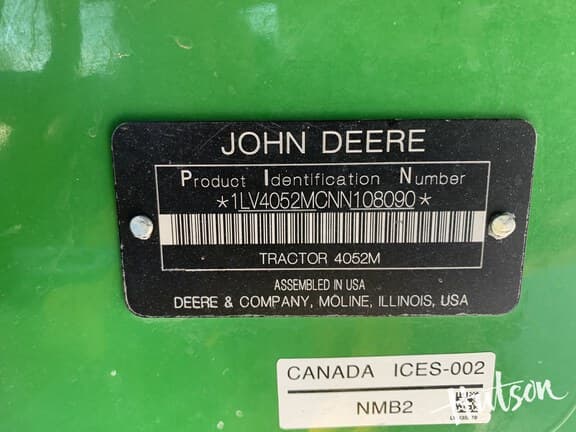 JOHN DEERE
Product Identification Number
*1LV4052MCNN108090*
TRACTOR 4052M
ASSEMBLED IN USA
DEERE & COMPANY, MOLINE, ILLINOIS, USA
CANADA ICES-002
NMB2
hutson